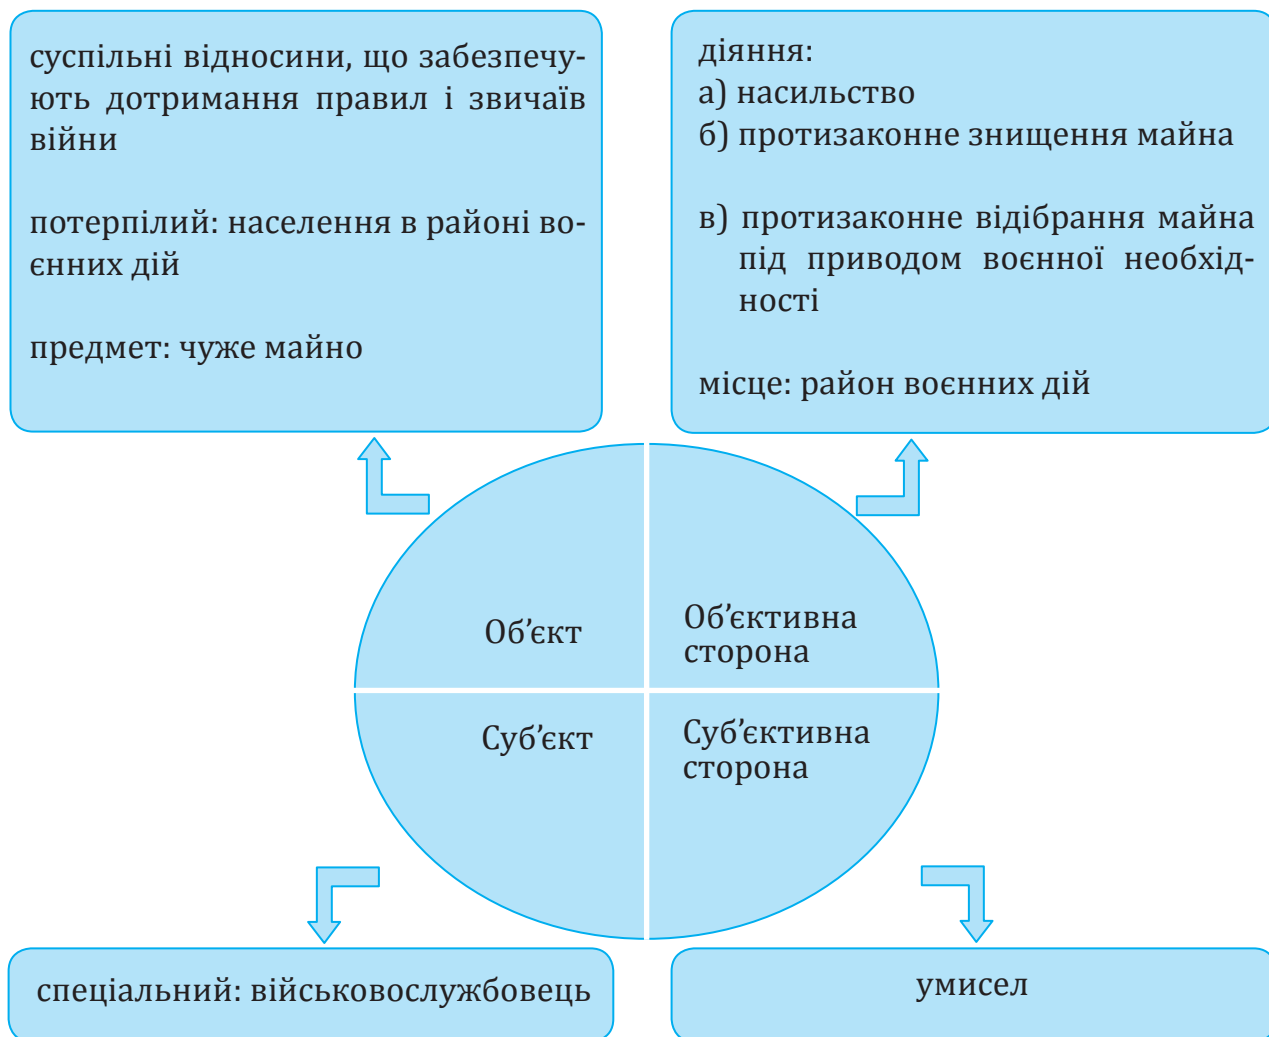 суспільні відносини, що забезпечу-
ють дотримання правил і звичаїв
війни
потерпілий: населення в районі во-
єнних дій
предмет: чуже майно
діяння:
а) насильство
б) протизаконне знищення майна
в) протизаконне відібрання майна
під приводом воєнної необхід-
ності
місце: район воєнних дій
Об’єкт
Об’єктивна
сторона
Суб’єкт
Суб’єктивна
сторона
спеціальний: військовослужбовець
умисел